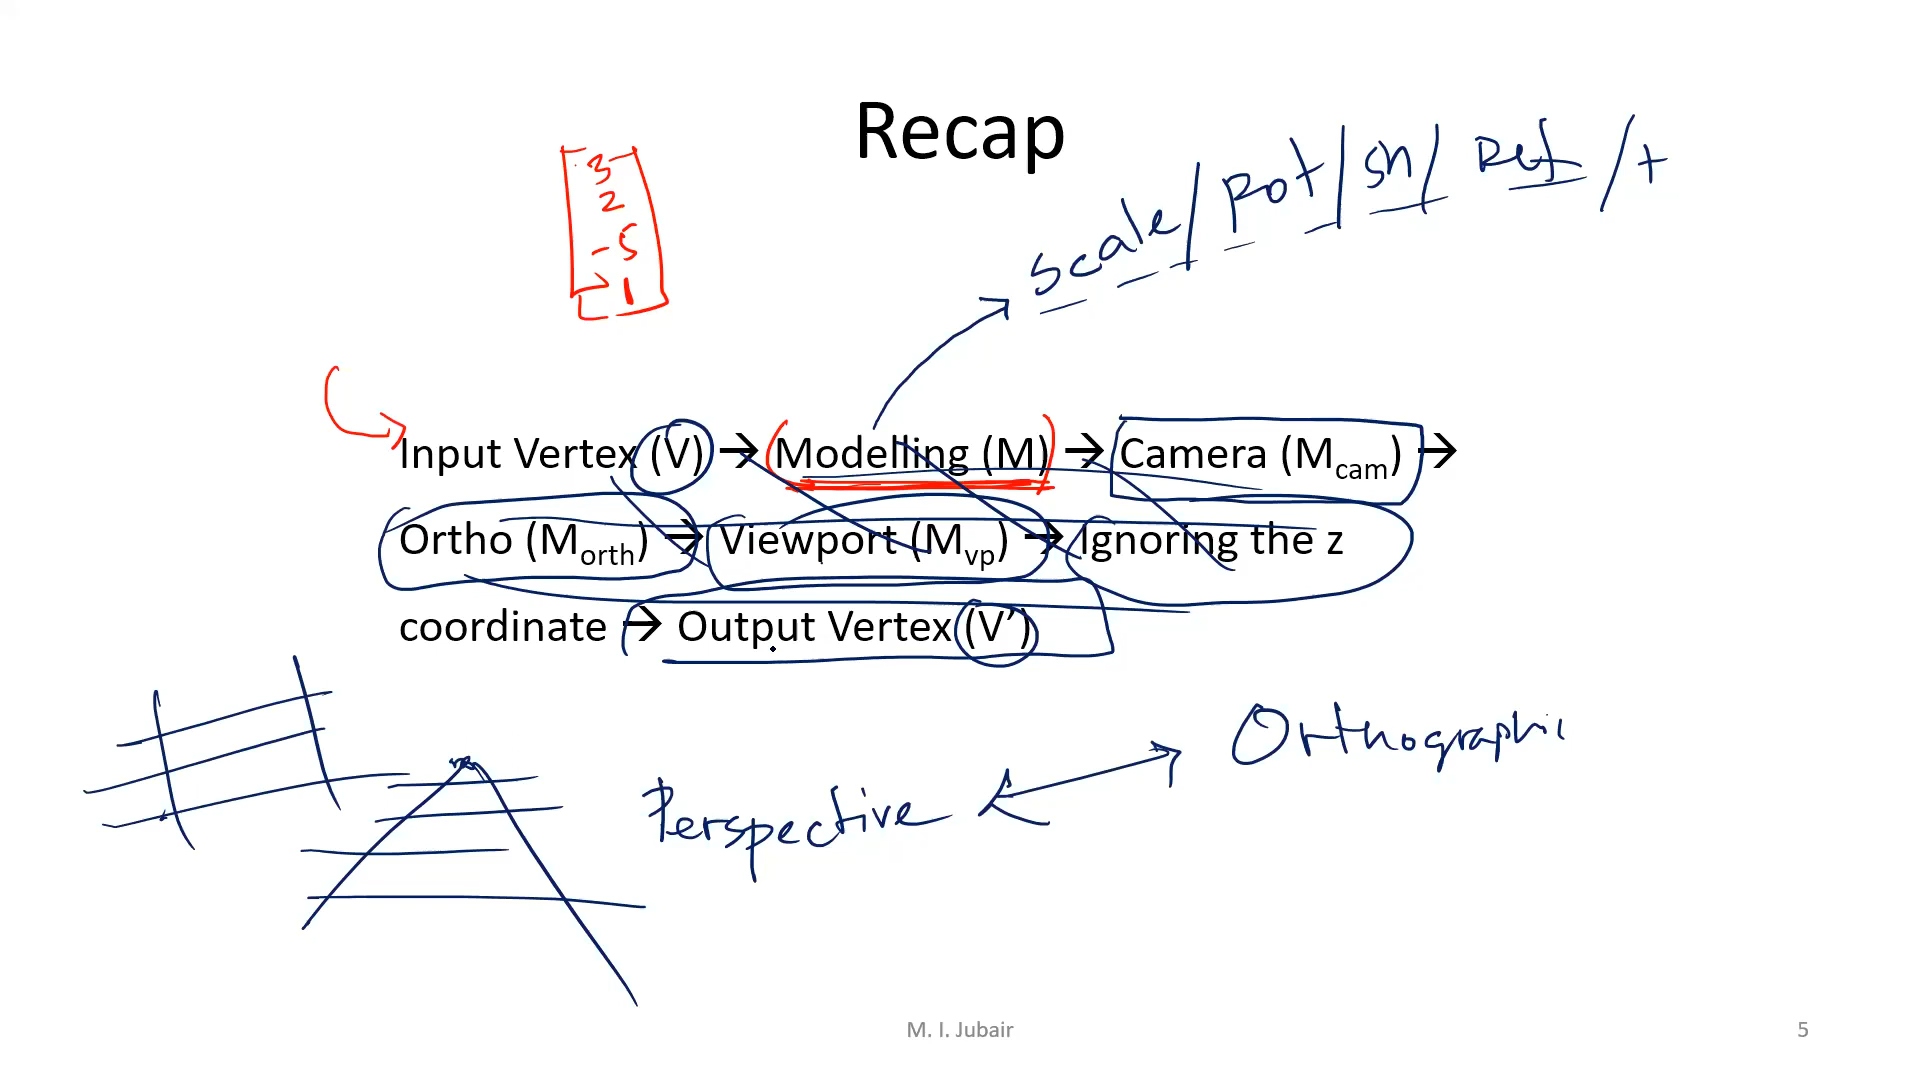 Recap
scale/Rot/Sh/Ref/t
3
2
-5
1
Input Vertex (V) → Modelling (M) → Camera (Mcam) →
Ortho (Morth) → Viewport (Mvp) → Ignoring the z
coordinate → Output Vertex (V’)
Perspective
Orthographic
M. I. Jubair
5